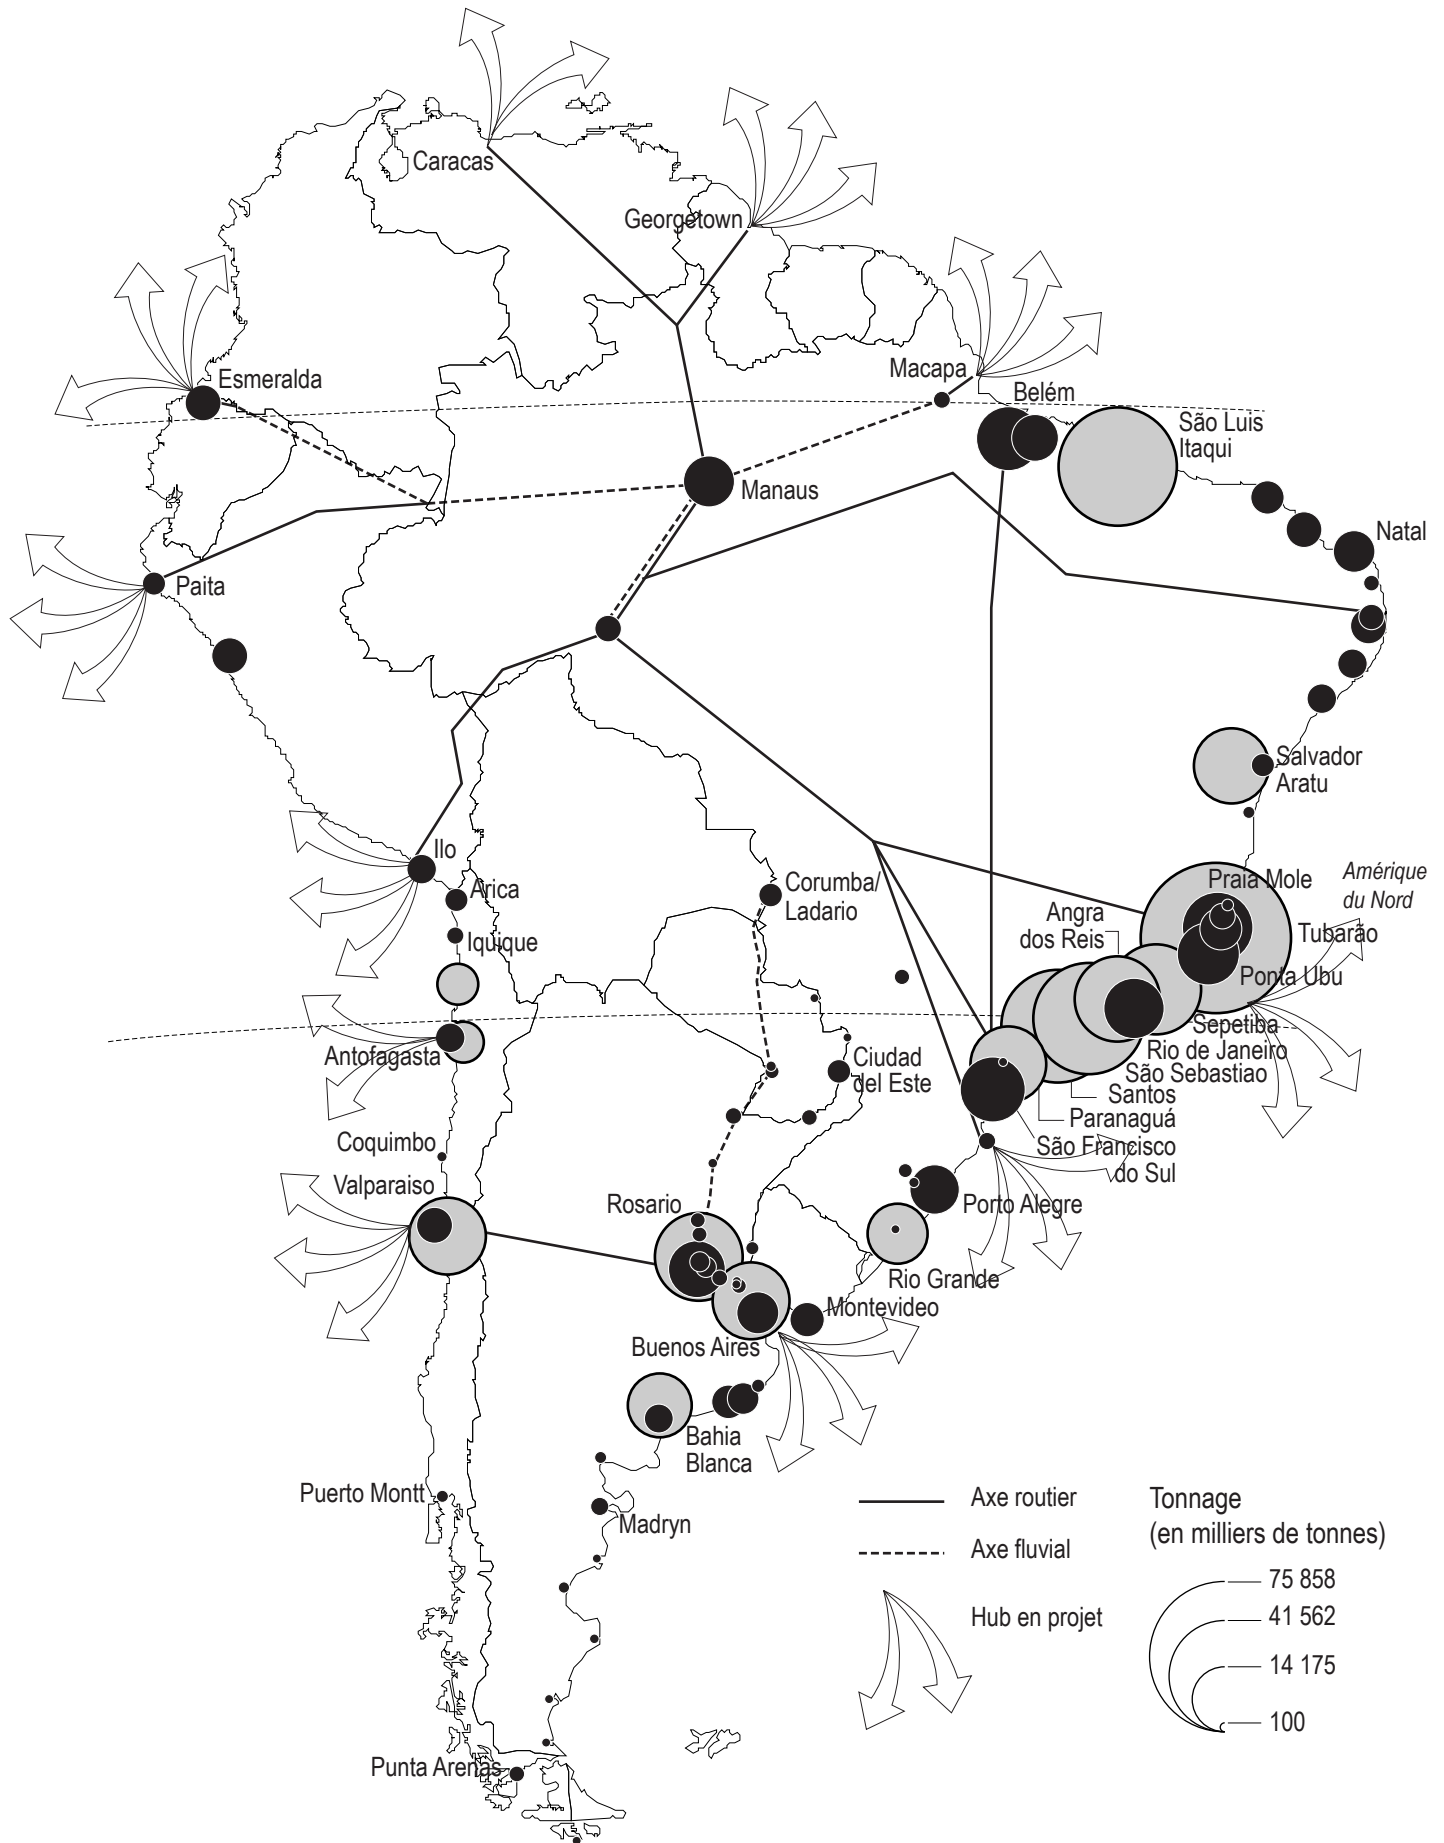 Caracas
Georgetown
Esmeralda
Macapa
Belém
São Luis
Itaqui
Manaus
Natal
Paita
Salvador
Aratu
Ilo
Arica
Iquique
Corumba/
Ladario
Praia Mole
Amérique
du Nord
Angra
dos Reis
Tubarão
Ponta Ubu
Sepetiba
Rio de Janeiro
São Sebastiao
Santos
Paranaguá
São Francisco
do Sul
Antofagasta
Ciudad
del Este
Coquimbo
Valparaiso
Rosario
Porto Alegre
Rio Grande
Montevideo
Buenos Aires
Bahia
Blanca
Puerto Montt
Madryn
Punta Arenas
Axe routier
Axe fluvial
Hub en projet
Tonnage
(en milliers de tonnes)
75 858
41 562
14 175
100